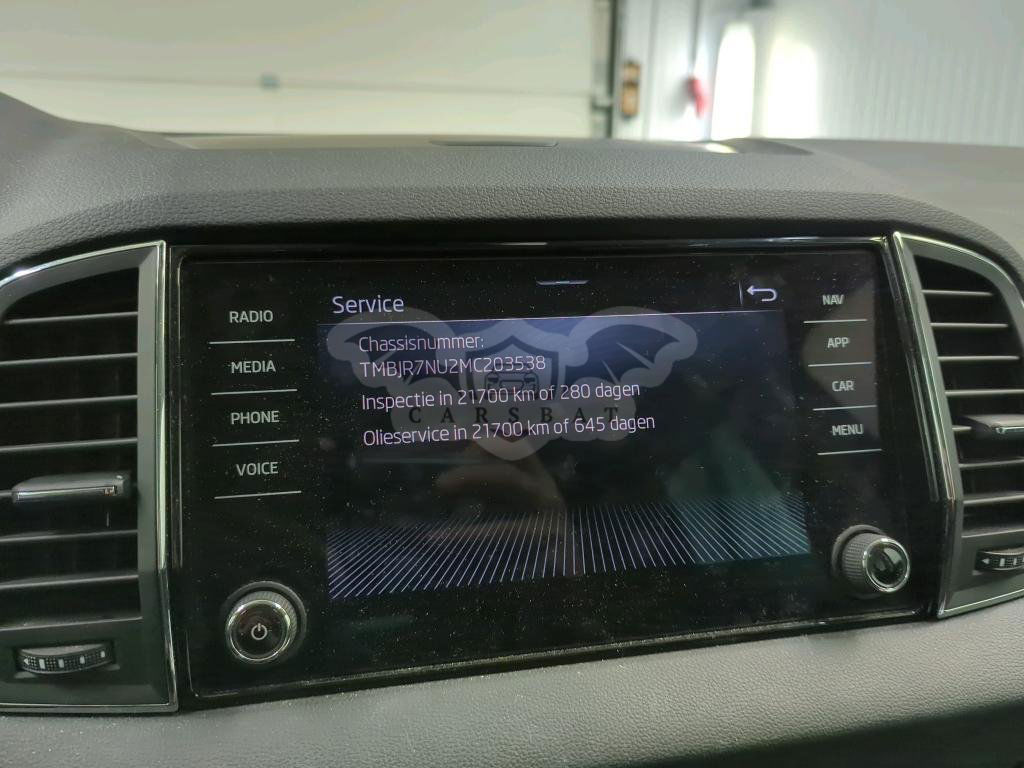 Service
Chassisnummer:
TMBJR7NU2MC203538
Inspectie in 21700 km of 280 dagen
Olieservice in 21700 km of 645 dagen
CARSBAT
RADIO
MEDIA
PHONE
VOICE
NAV
APP
CAR
MENU